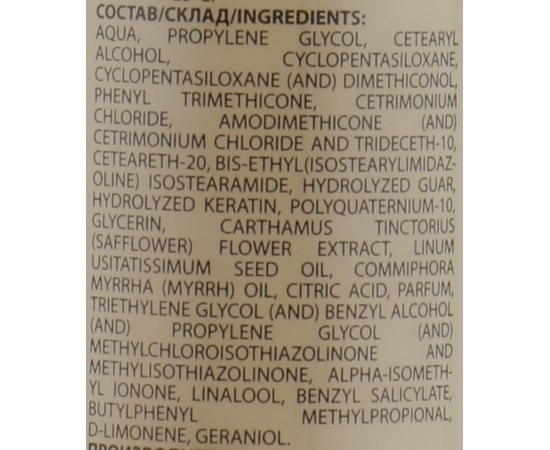 СОСТАВ/СКЛАД/INGREDIENTS:
AQUA, PROPYLENE GLYCOL, CETEARYL
ALCOHOL, CYCLOPENTASILOXANE,
CYCLOPENTASILOXANE (AND) DIMETHICONOL,
PHENYL TRIMETHICONE, CETRIMONIUM
CHLORIDE, AMODIMETHICONE (AND)
CETRIMONIUM CHLORIDE AND TRIDECETH-10,
CETEARETH-20, BIS-ETHYL(ISOSTEARYLIMIDAZ-
OLINE) ISOSTEARAMIDE, HYDROLYZED GUAR,
HYDROLYZED KERATIN, POLYQUATERNIUM-10,
GLYCERIN, CARTHAMUS TINCTORIUS
(SAFFLOWER) FLOWER EXTRACT, LINUM
USITATISSIMUM SEED OIL, COMMIPHORA
MYRRHA (MYRRH) OIL, CITRIC ACID, PARFUM,
TRIETHYLENE GLYCOL (AND) BENZYL ALCOHOL
(AND) PROPYLENE GLYCOL (AND)
METHYLCHLOROISOTHIAZOLINONE AND
METHYLISOTHIAZOLINONE, ALPHA-ISOMETH-
YL IONONE, LINALOOL, BENZYL SALICYLATE,
BUTYLPHENYL METHYLPROPIONAL,
D-LIMONENE, GERANIOL.